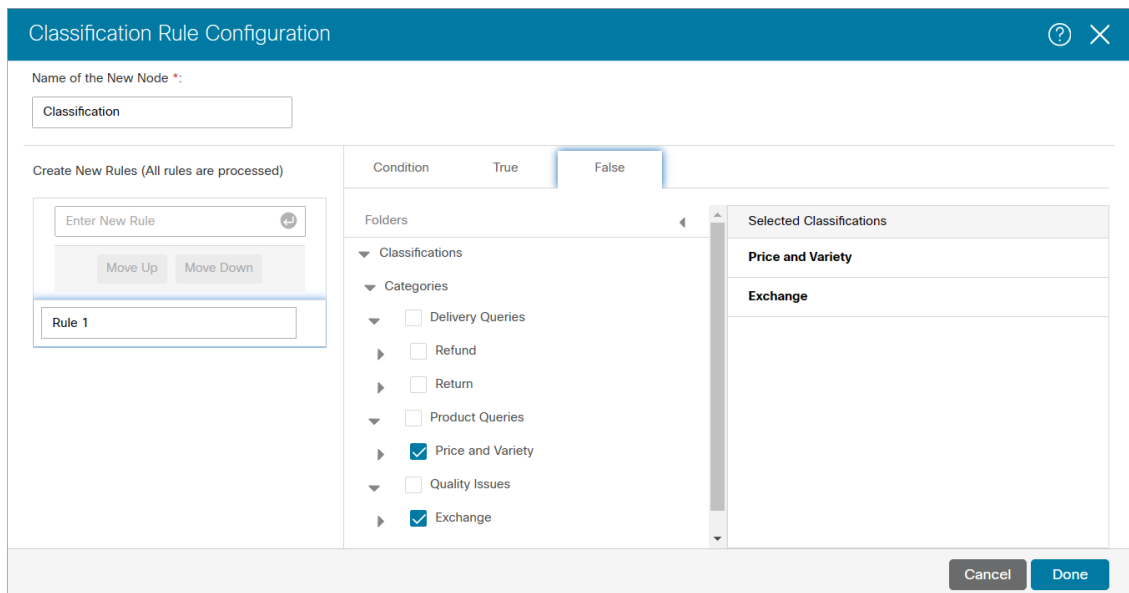 Classification Rule Configuration
Name of the New Node *:
Classification
Create New Rules (All rules are processed)
Enter New Rule
Move Up Move Down
Rule 1
Condition True False
Folders
Classifications
Categories
Delivery Queries
Refund
Return
Product Queries
Price and Variety
Quality Issues
Exchange
Selected Classifications
Price and Variety
Exchange
Cancel Done